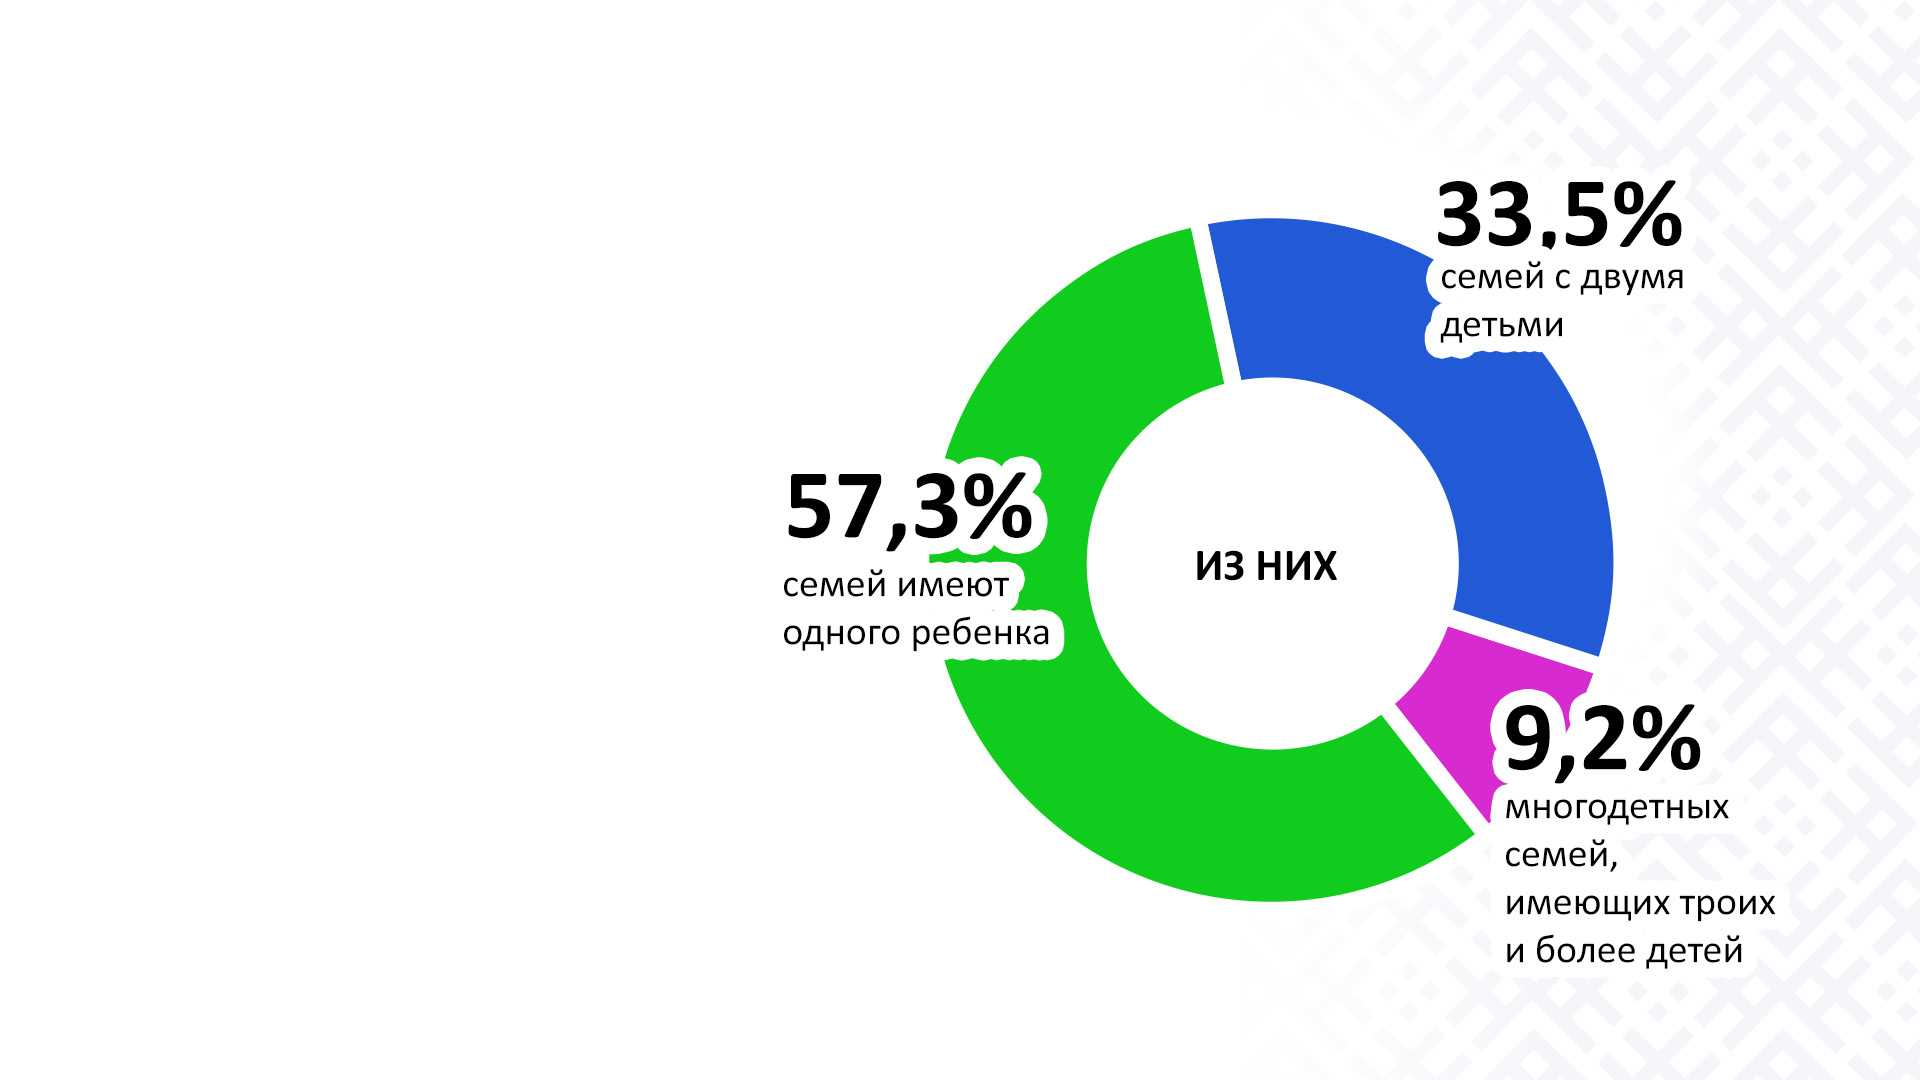 33,5%
семей с двумя
детьми
57,3%
семей имеют
одного ребенка
ИЗ НИХ
9,2%
многодетных
семей,
имеющих троих
и более детей